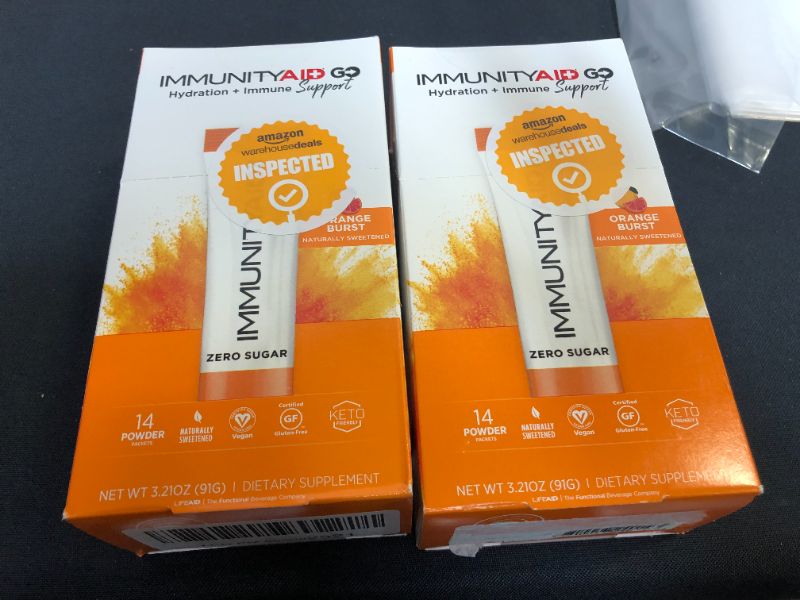 IMMUNITYAID GO
Hydration + Immune Support
amazon
warehousedeals
INSPECTED
IMMUNITY
ORANGE
BURST
NATURALLY SWEETENED
ZERO SUGAR
14
POWDER
PACKETS
NATURALLY
SWEETENED
Vegan
Certified
GF
Gluten-Free
KETO
FRIENDLY
NET WT 3.21OZ (91G) | DIETARY SUPPLEMENT
LIFEAID | The Functional Beverage Company
IMMUNITYAID GO
Hydration + Immune Support
amazon
warehousedeals
INSPECTED
IMMUNITY
ORANGE
BURST
NATURALLY SWEETENED
ZERO SUGAR
14
POWDER
PACKETS
NATURALLY
SWEETENED
Vegan
Certified
GF
Gluten-Free
KETO
FRIENDLY
NET WT 3.21OZ (91G) | DIETARY SUPPLEMENT
LIFEAID | The Functional Beverage Company